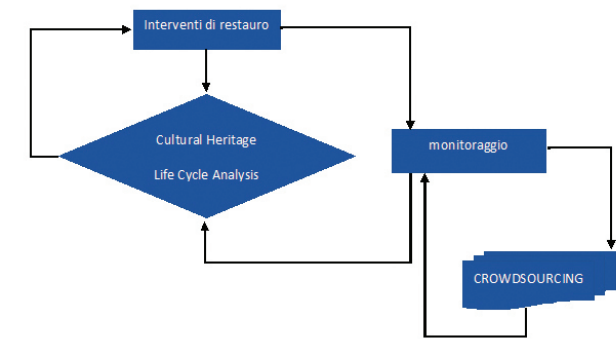 Interventi di restauro
Cultural Heritage
Life Cycle Analysis
monitoraggio
CROWDSOURCING